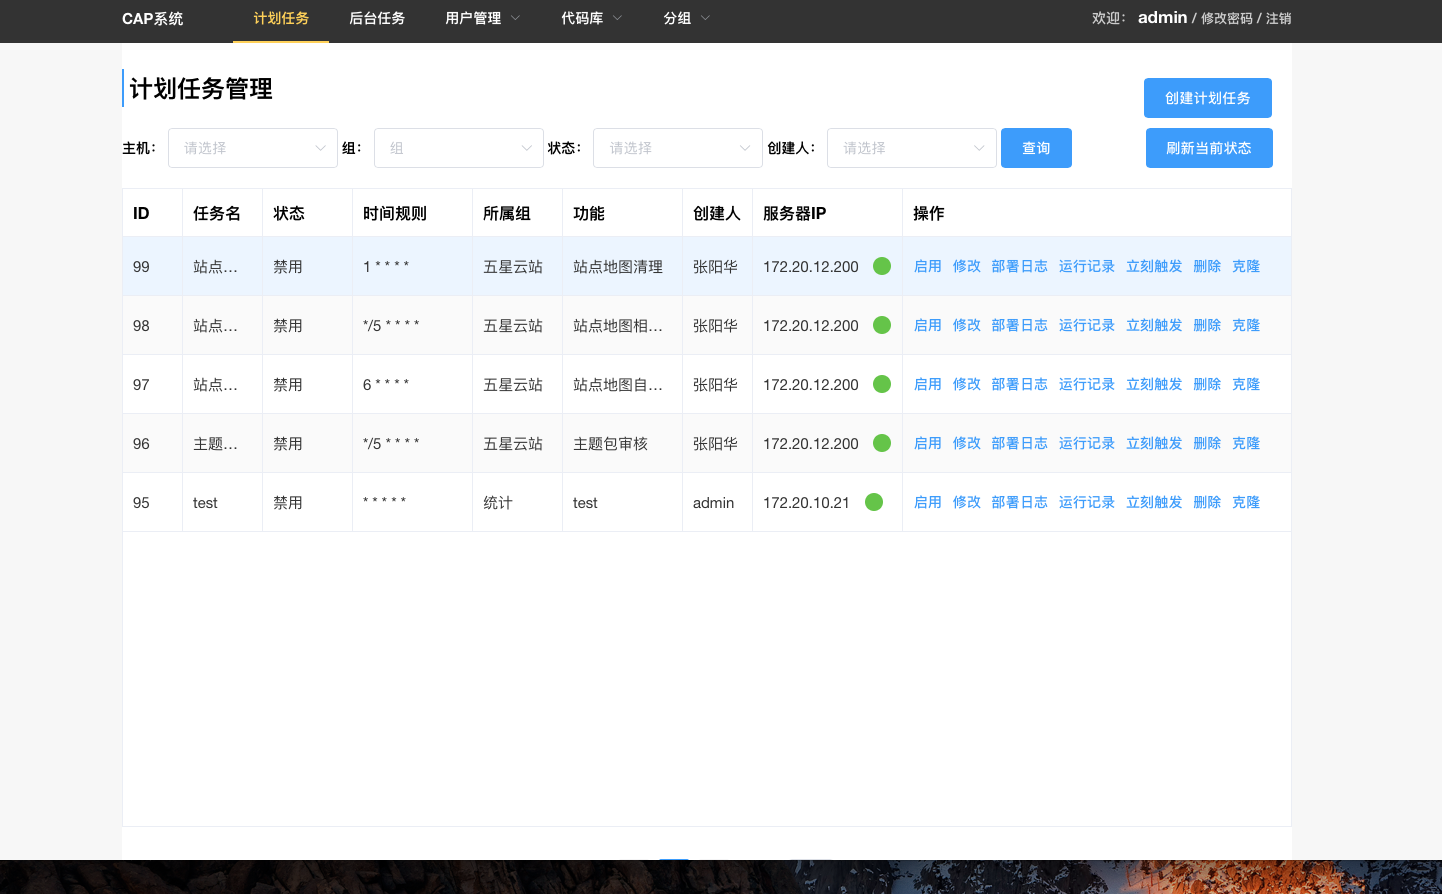 CAP系统 计划任务 后台任务 用户管理 代码库 分组 欢迎： admin / 修改密码 / 注销
计划任务管理
创建计划任务
主机： 请选择 组： 组 状态： 请选择 创建人： 请选择 查询 刷新当前状态
ID 任务名 状态 时间规则 所属组 功能 创建人 服务器IP 操作
99 站点... 禁用 1 * * * * 五星云站 站点地图清理 张阳华 172.20.12.200 启用 修改 部署日志 运行记录 立刻触发 删除 克隆
98 站点... 禁用 */5 * * * * 五星云站 站点地图相... 张阳华 172.20.12.200 启用 修改 部署日志 运行记录 立刻触发 删除 克隆
97 站点... 禁用 6 * * * * 五星云站 站点地图自... 张阳华 172.20.12.200 启用 修改 部署日志 运行记录 立刻触发 删除 克隆
96 主题... 禁用 */5 * * * * 五星云站 主题包审核 张阳华 172.20.12.200 启用 修改 部署日志 运行记录 立刻触发 删除 克隆
95 test 禁用 * * * * * 统计 test admin 172.20.10.21 启用 修改 部署日志 运行记录 立刻触发 删除 克隆